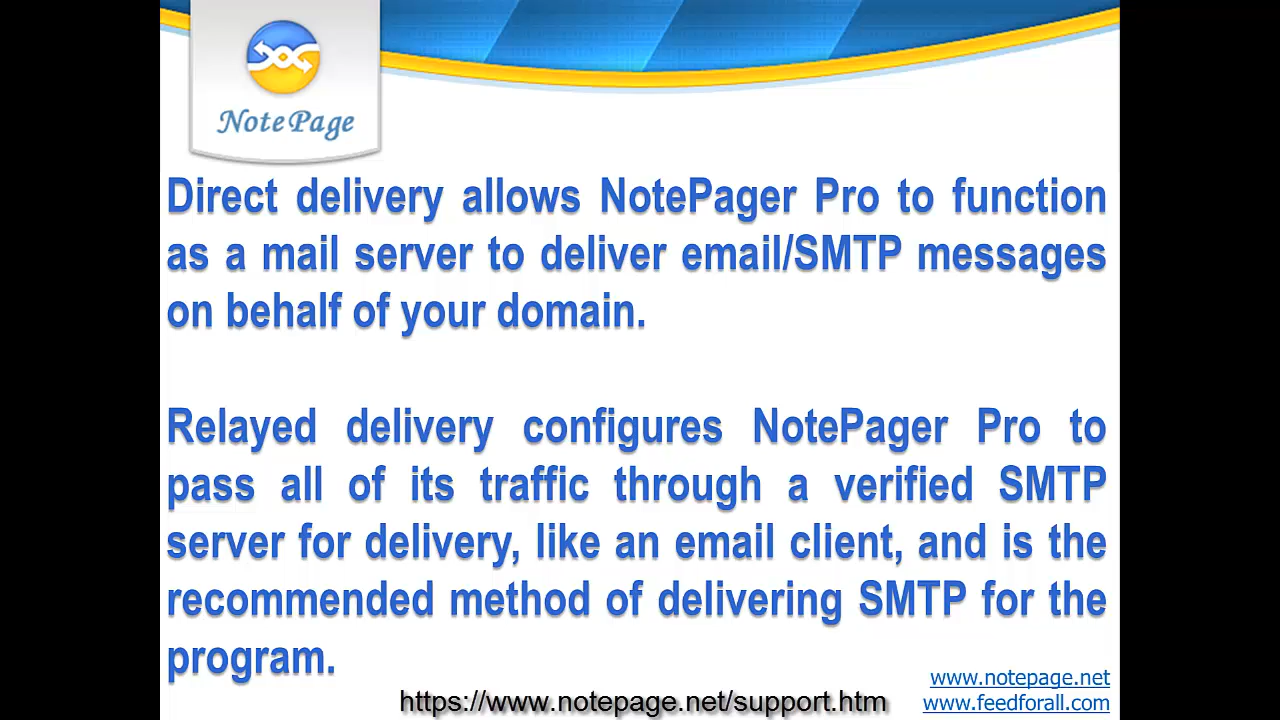 NotePage
Direct delivery allows NotePager Pro to function
as a mail server to deliver email/SMTP messages
on behalf of your domain.
Relayed delivery configures NotePager Pro to
pass all of its traffic through a verified SMTP
server for delivery, like an email client, and is the
recommended method of delivering SMTP for the
program.
www.notepage.net
https://www.notepage.net/support.htm
www.feedforall.com